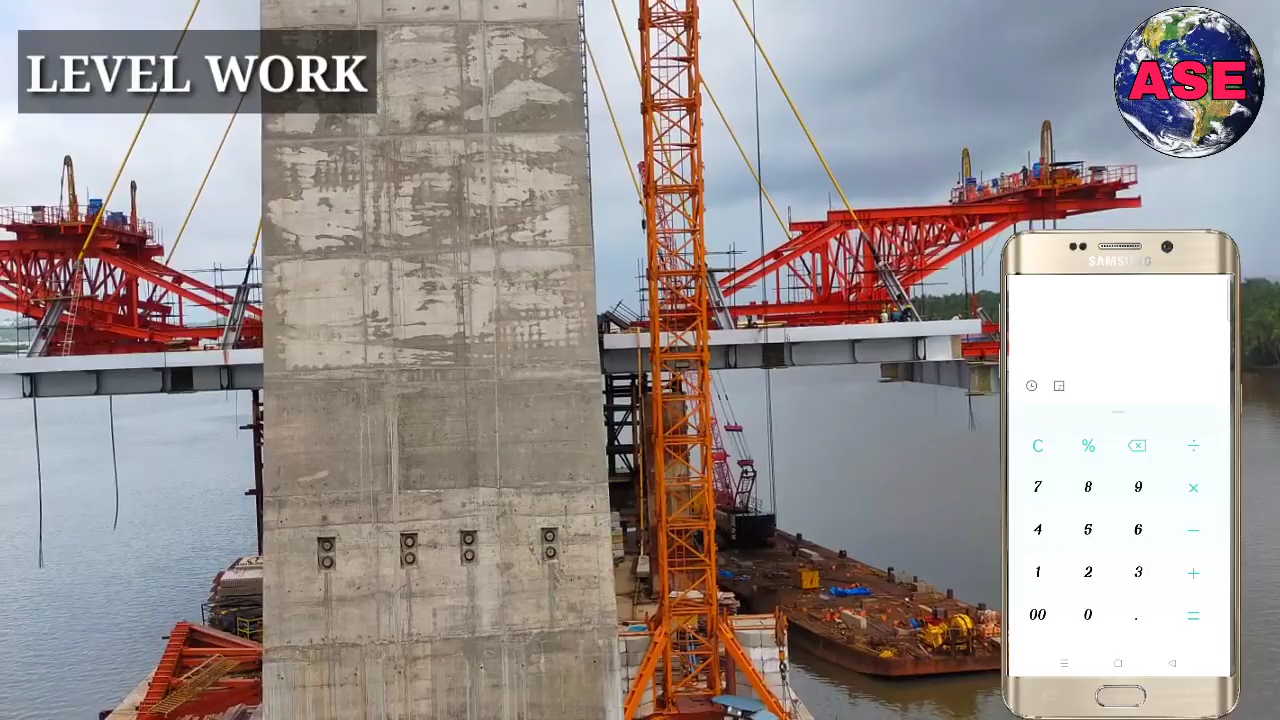 LEVEL WORK
ASE
SAMSUNG
C % ÷
7 8 9 ×
4 5 6 −
1 2 3 +
00 0 . =